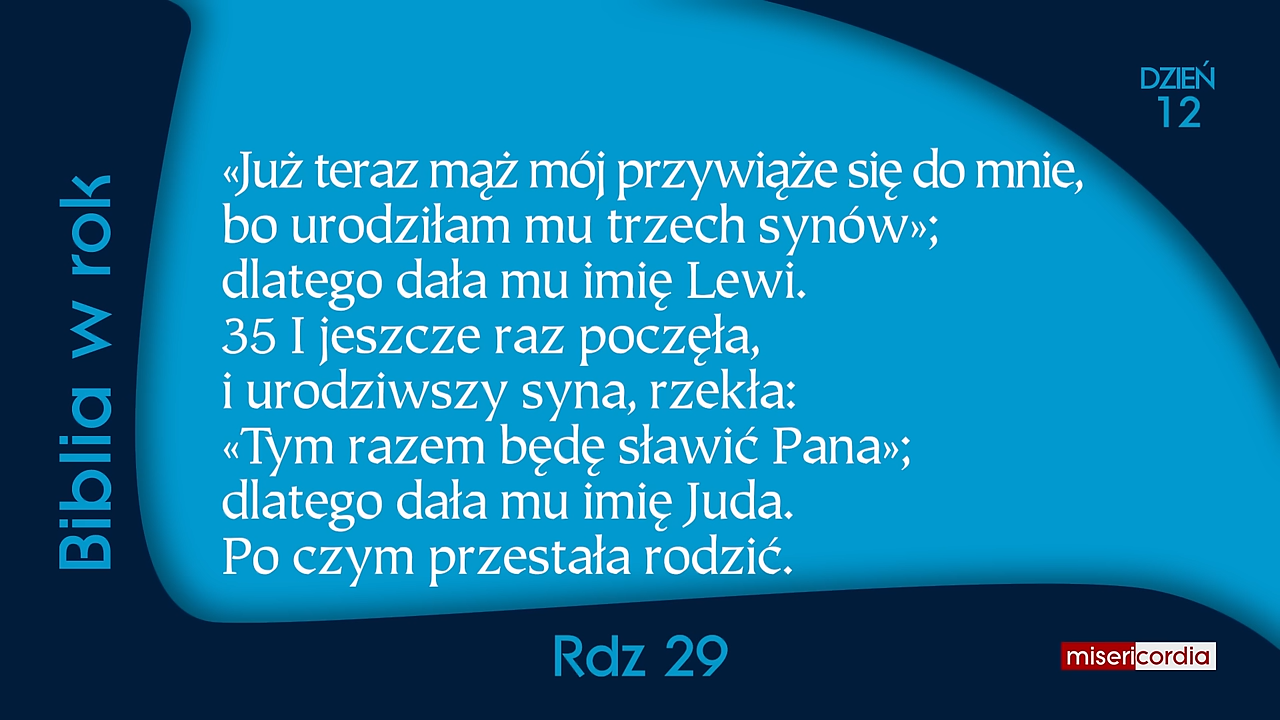 DZIEŃ
12
Biblia w rok
«Już teraz mąż mój przywiąże się do mnie,
bo urodziłam mu trzech synów»;
dlatego dała mu imię Lewi.
35 I jeszcze raz poczęła,
i urodziwszy syna, rzekła:
«Tym razem będę sławić Pana»;
dlatego dała mu imię Juda.
Po czym przestała rodzić.
Rdz 29
misericordia